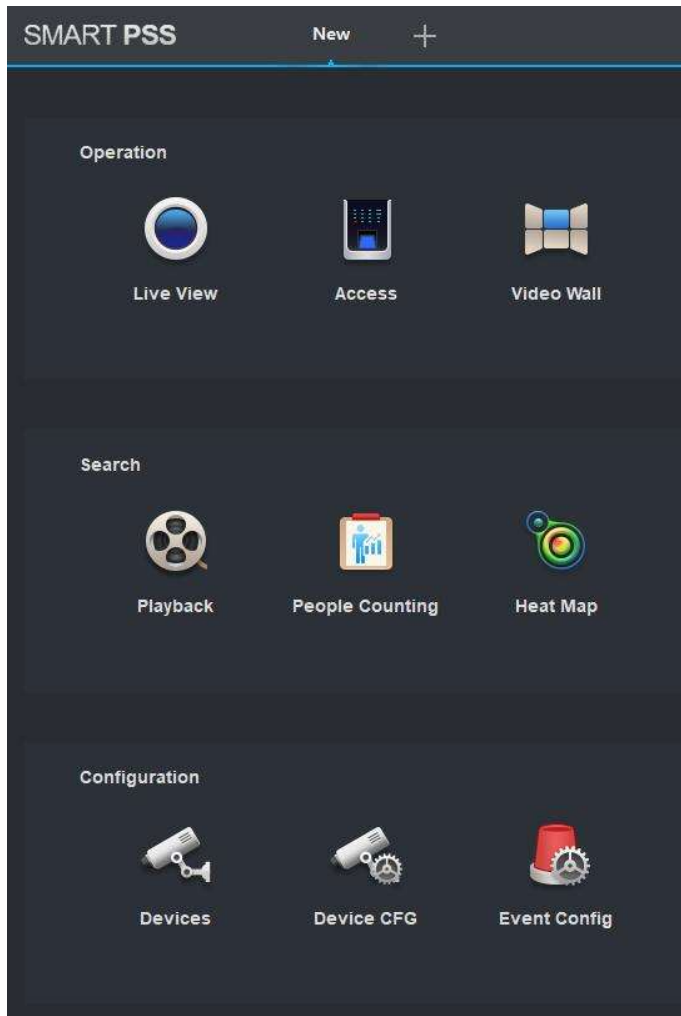 SMART PSS New +
Operation
Live View Access Video Wall
Search
Playback People Counting Heat Map
Configuration
Devices Device CFG Event Config